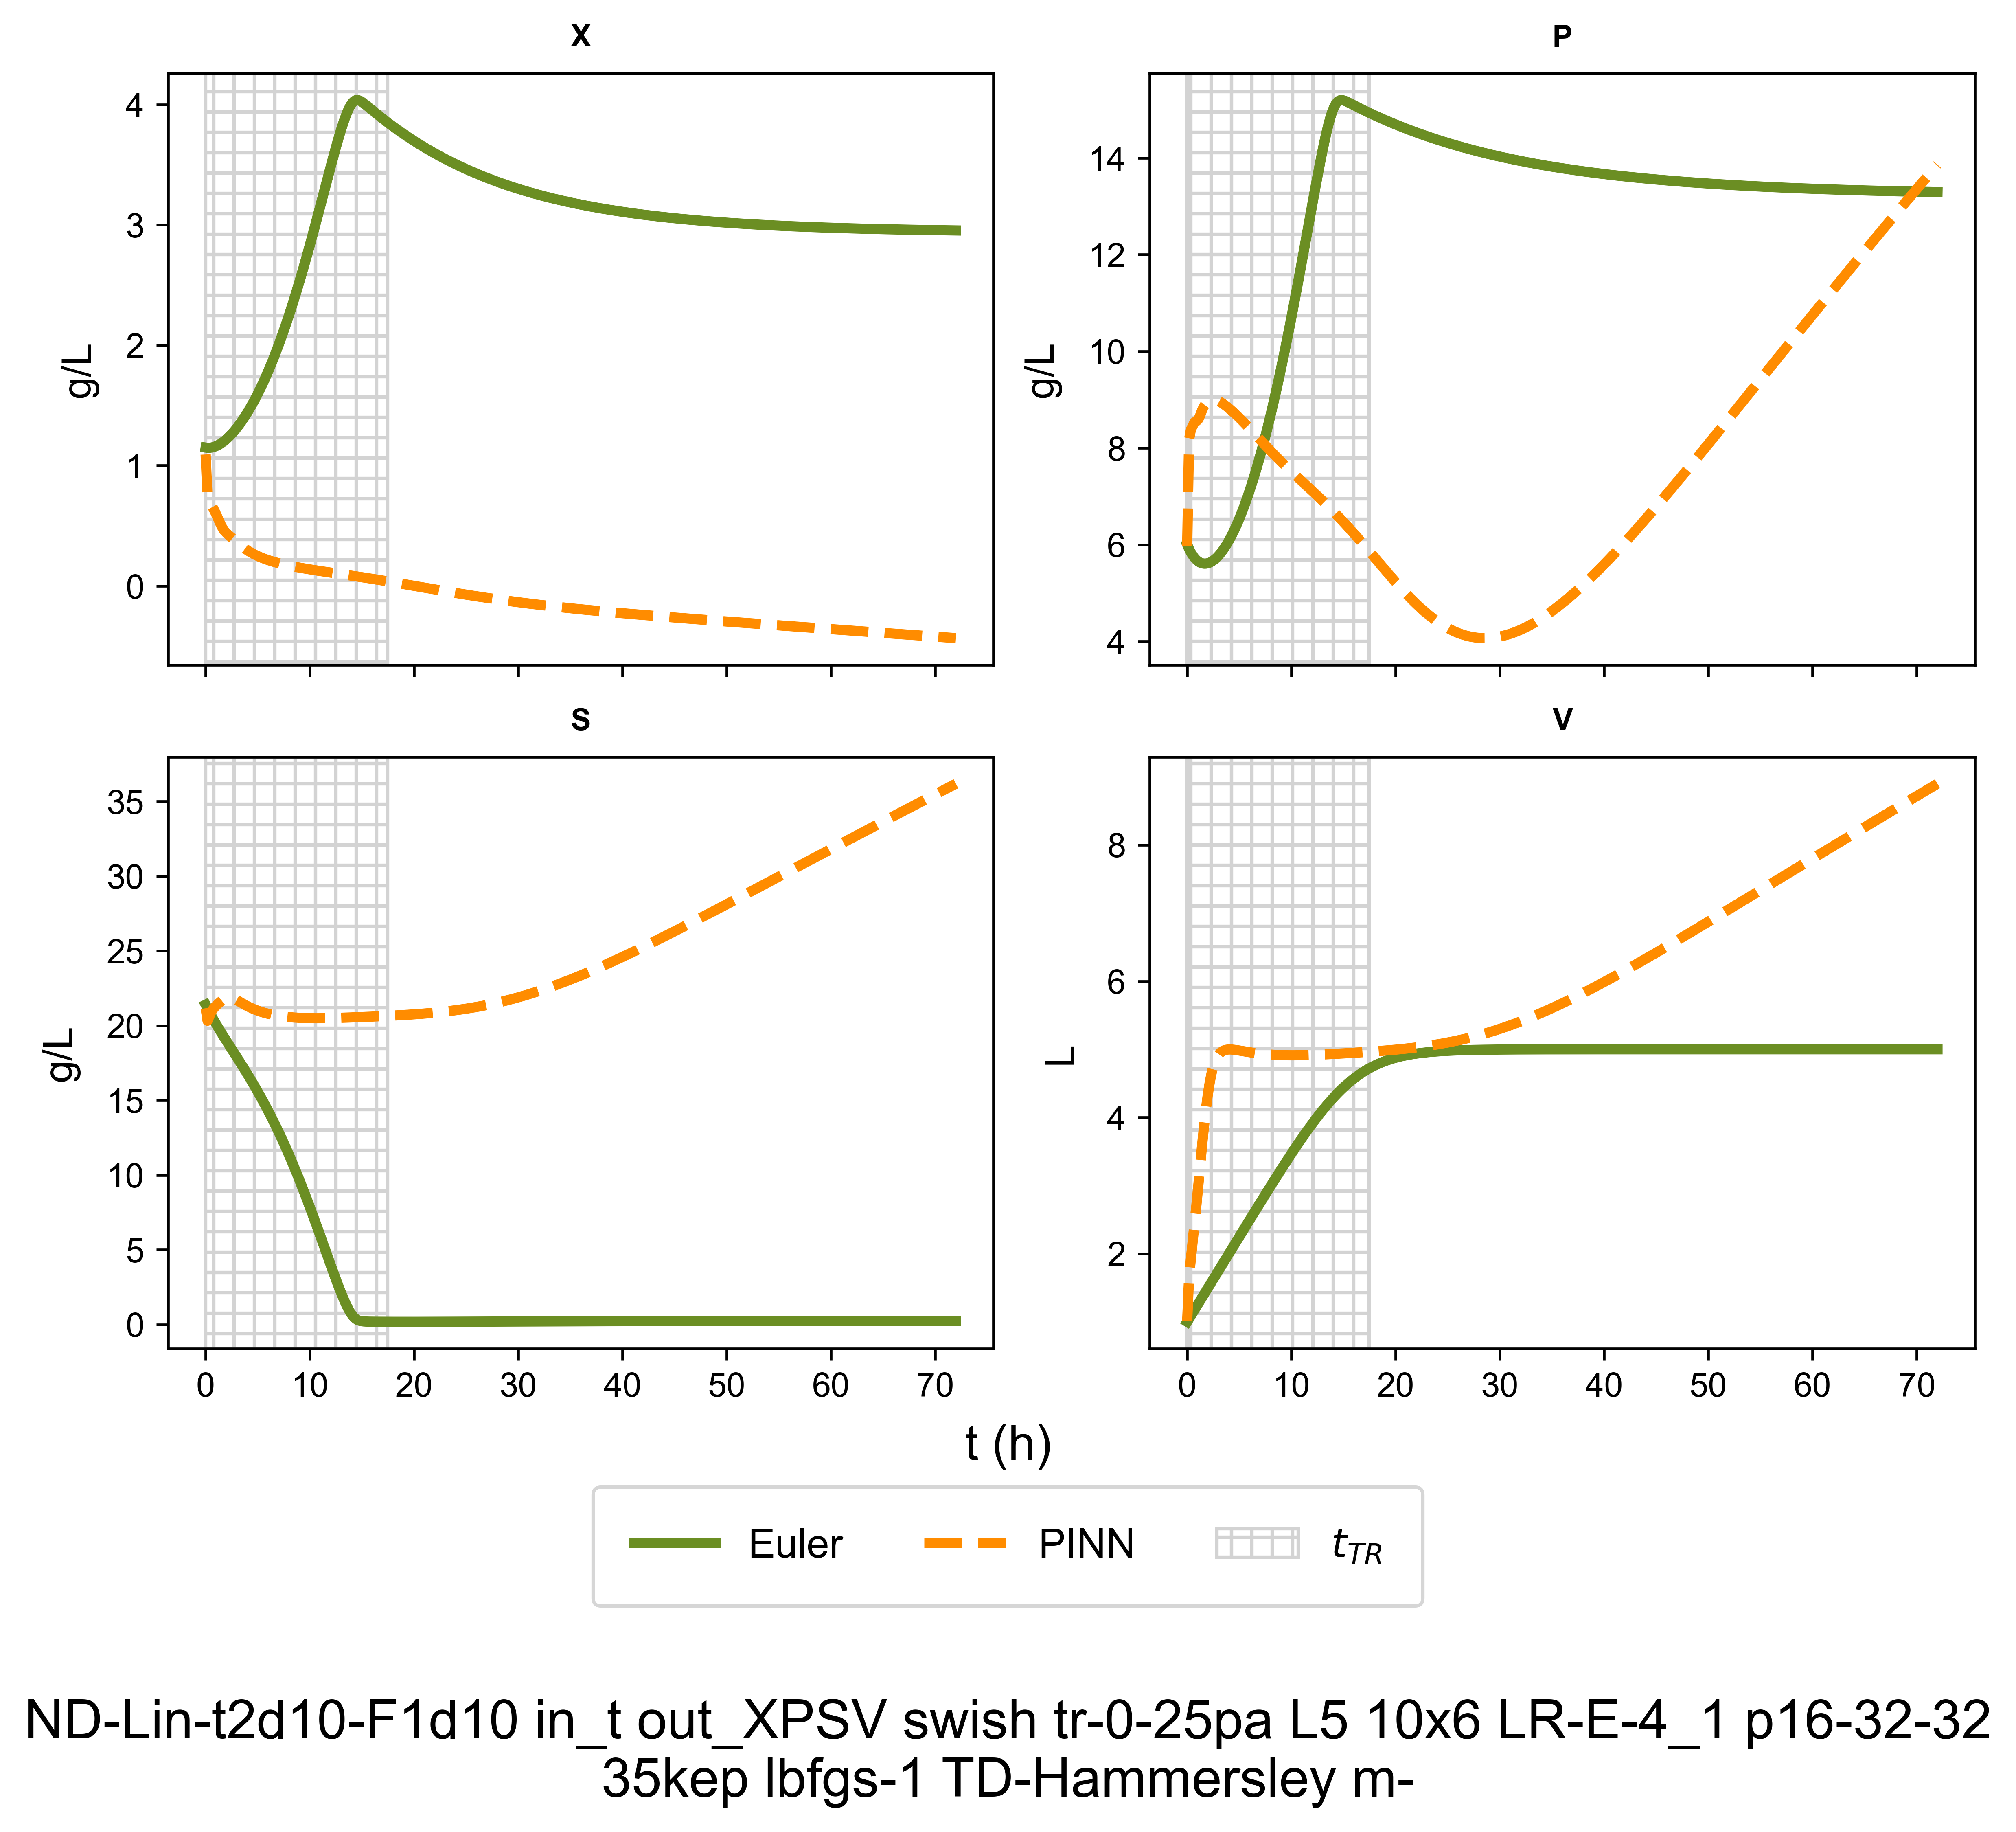 X
P
4
3
2
1
0
g/L
14
12
10
8
6
4
g/L
S
V
35
30
25
20
15
10
5
0
g/L
0 10 20 30 40 50 60 70
8
6
4
2
L
0 10 20 30 40 50 60 70
t (h)
Euler PINN t_TR
ND-Lin-t2d10-F1d10 in_t out_XPSV swish tr-0-25pa L5 10x6 LR-E-4_1 p16-32-32
35kep lbfgs-1 TD-Hammersley m-